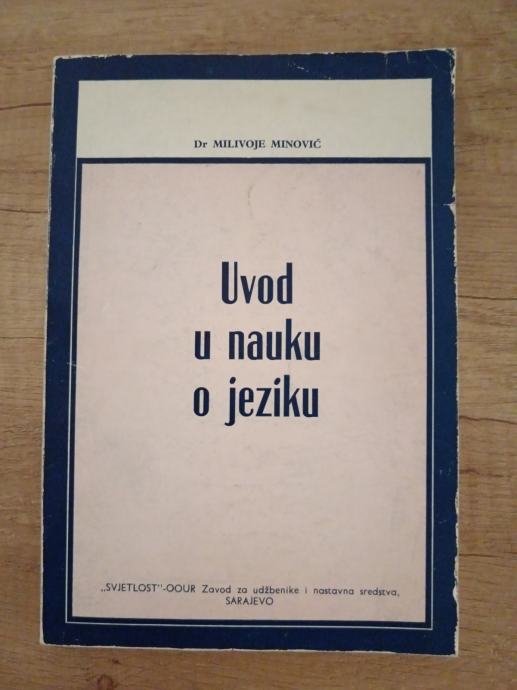 Dr MILIVOJE MINOVIĆ
Uvod
u nauku
o jeziku
„SVJETLOST"-OOUR Zavod za udžbenike i nastavna sredstva,
SARAJEVO